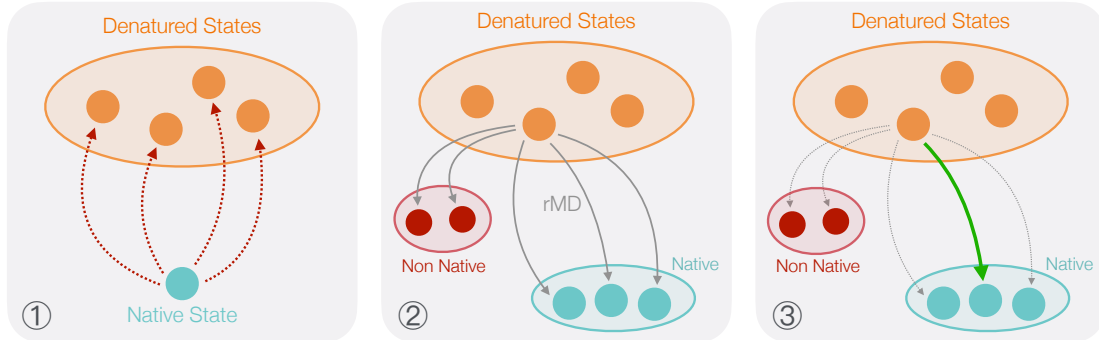 Denatured States
Native State
①
Denatured States
rMD
Non Native
Native
②
Denatured States
Non Native
Native
③